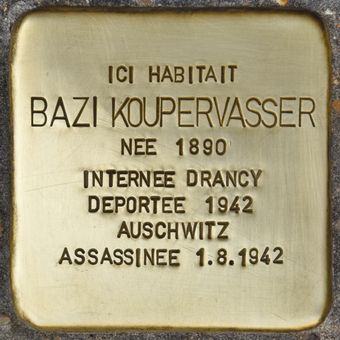 ICI HABITAIT
BAZI KOUPERVASSER
NEE 1890
INTERNEE DRANCY
DEPORTEE 1942
AUSCHWITZ
ASSASSINEE 1.8.1942